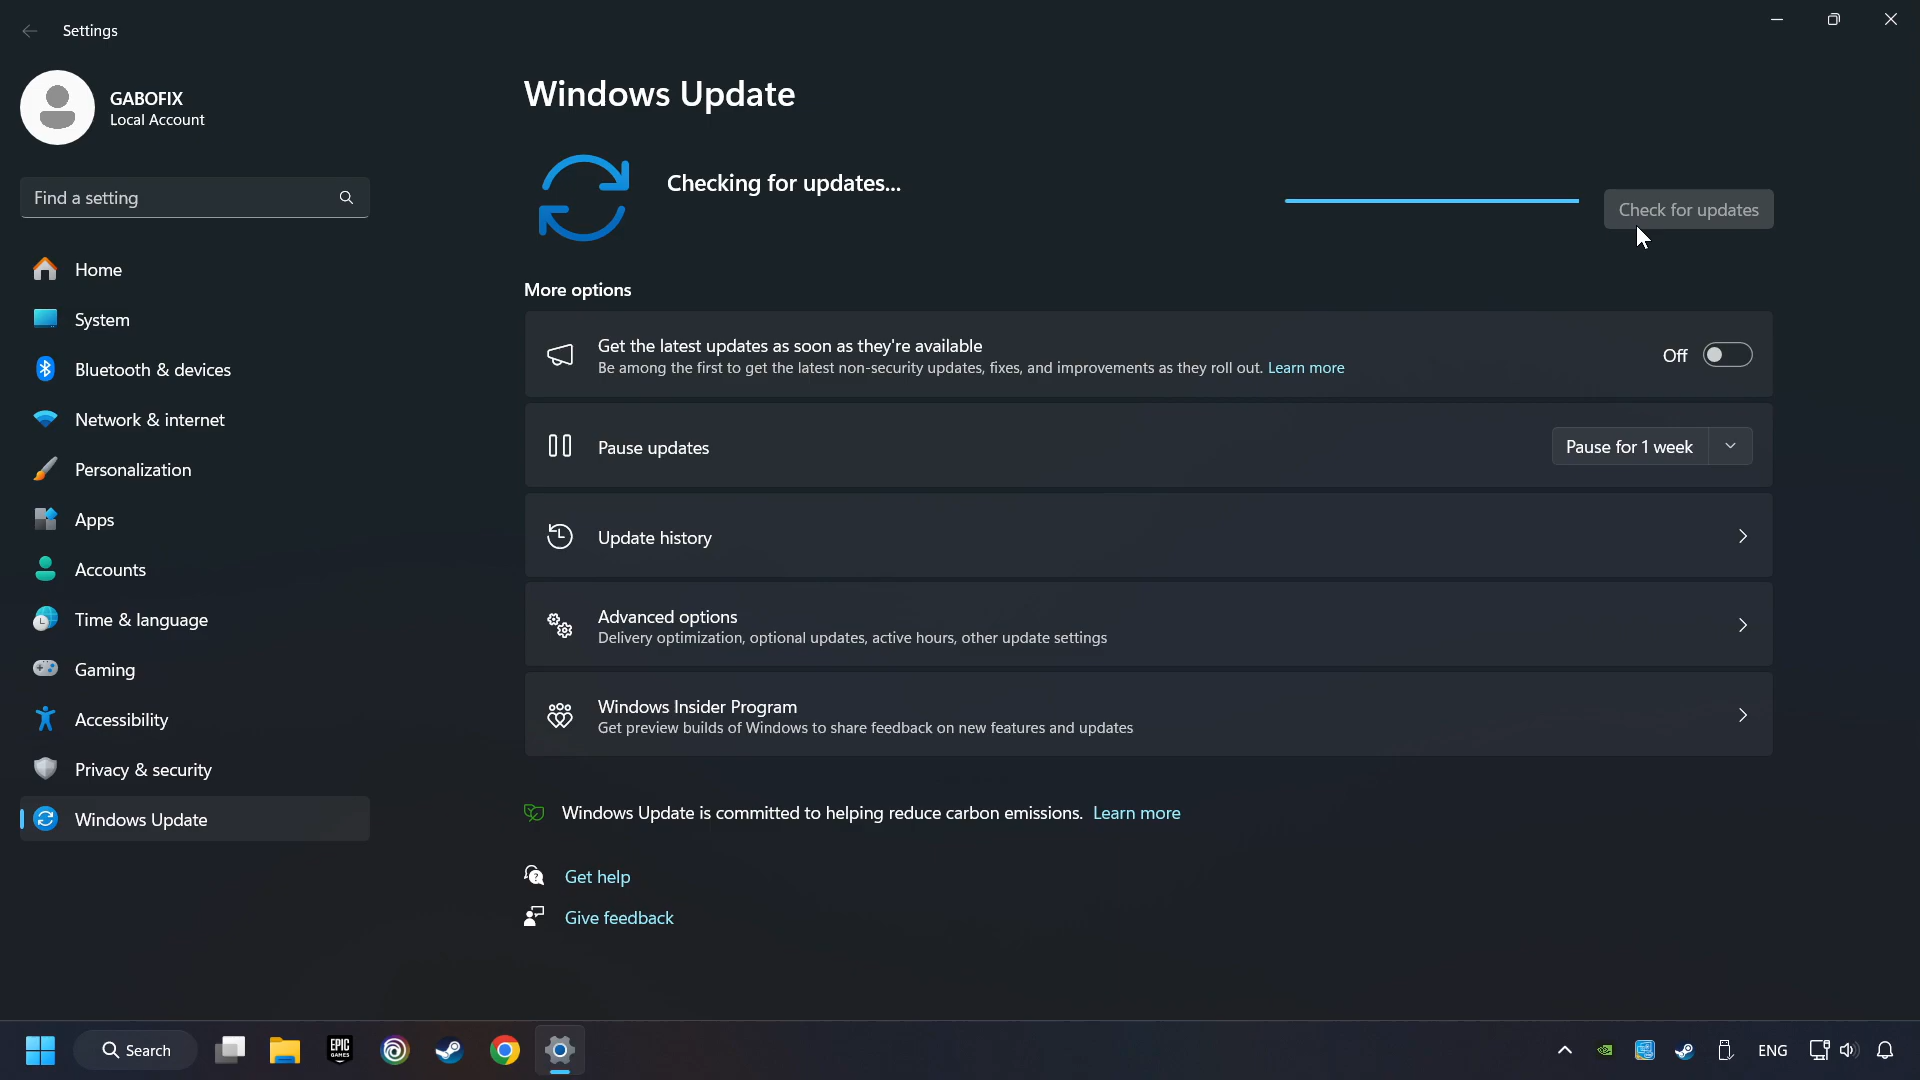 Settings
GABOFIX
Local Account
Find a setting
Home
System
Bluetooth & devices
Network & internet
Personalization
Apps
Accounts
Time & language
Gaming
Accessibility
Privacy & security
Windows Update
Windows Update
Checking for updates...
Check for updates
More options
Get the latest updates as soon as they're available
Be among the first to get the latest non-security updates, fixes, and improvements as they roll out. Learn more
Off
Pause updates
Pause for 1 week
Update history
Advanced options
Delivery optimization, optional updates, active hours, other update settings
Windows Insider Program
Get preview builds of Windows to share feedback on new features and updates
Windows Update is committed to helping reduce carbon emissions. Learn more
Get help
Give feedback
Search
EPIC
GAMES
ENG